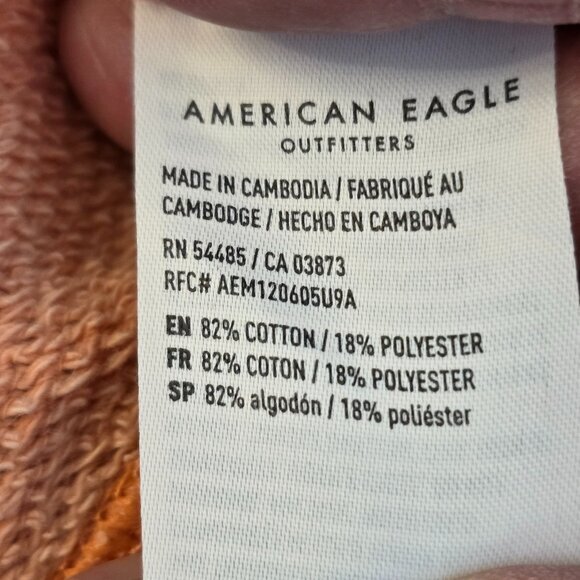 AMERICAN EAGLE
OUTFITTERS
MADE IN CAMBODIA / FABRIQUÉ AU
CAMBODGE / HECHO EN CAMBOYA
RN 54485 / CA 03873
RFC# AEM120605U9A
EN 82% COTTON / 18% POLYESTER
FR 82% COTON / 18% POLYESTER
SP 82% algodón / 18% poliéster